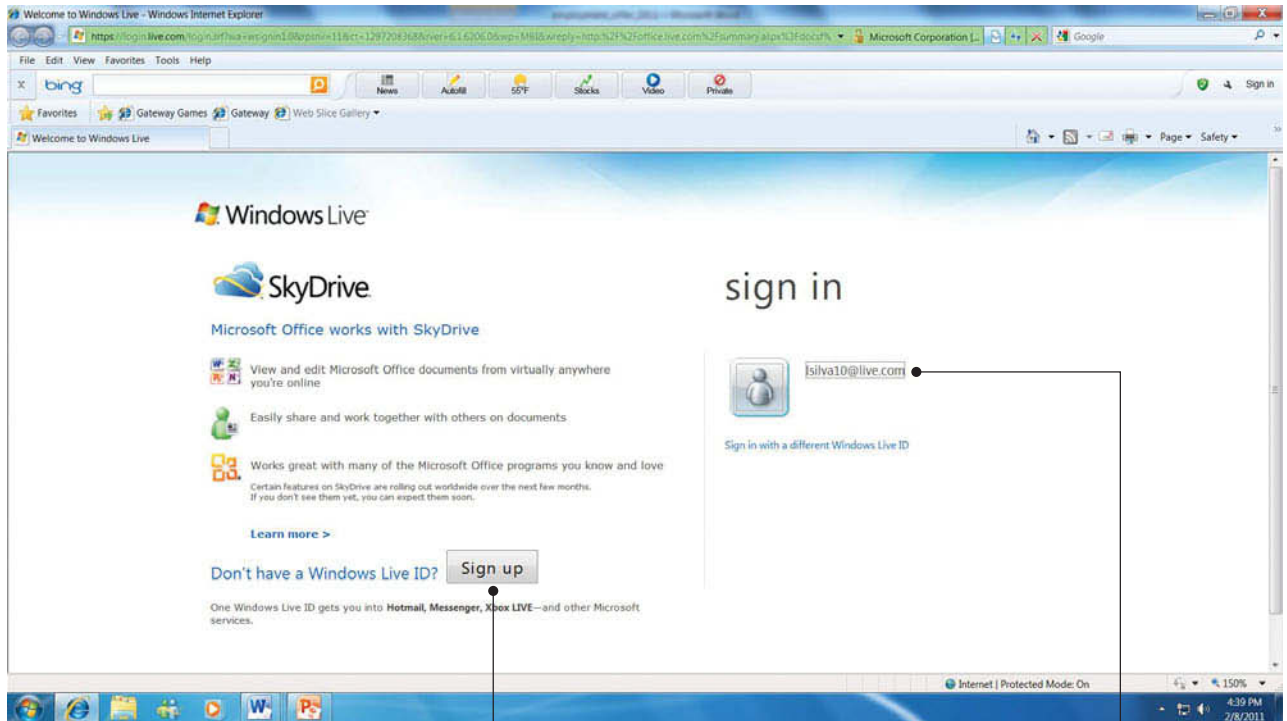 Welcome to Windows Live - Windows Internet Explorer
Microsoft Corporation [
Google
File Edit View Favorites Tools Help
x bing News Autofill 55°F Stocks Video Private Sign in
Favorites Gateway Games Gateway Web Slice Gallery
Welcome to Windows Live Page Safety
Windows Live
SkyDrive
Microsoft Office works with SkyDrive
View and edit Microsoft Office documents from virtually anywhere
you're online
Easily share and work together with others on documents
Works great with many of the Microsoft Office programs you know and love
Certain features on SkyDrive are rolling out worldwide over the next few months.
If you don't see them yet, you can expect them soon.
Learn more >
Don't have a Windows Live ID? Sign up
One Windows Live ID gets you into Hotmail, Messenger, Xbox LIVE—and other Microsoft
services.
sign in
lsilva10@live.com
Sign in with a different Windows Live ID
Internet | Protected Mode: On 150%
4:39 PM
2/8/2011